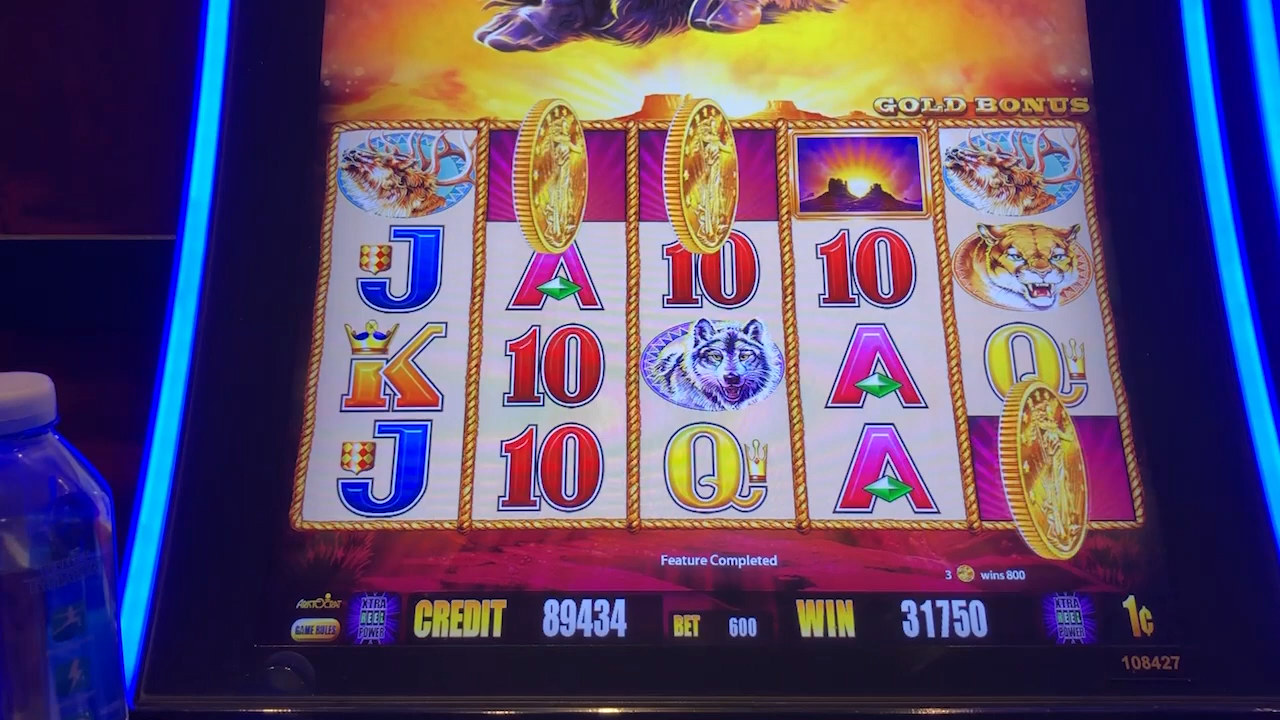 GOLD BONUS
J A 10 10
K 10 A Q
J 10 Q A
Feature Completed
3 wins 800
ARISTOCRAT
GAME RULES
XTRA REEL POWER
CREDIT 89434 BET 600 WIN 31750
XTRA REEL POWER
1¢
108427